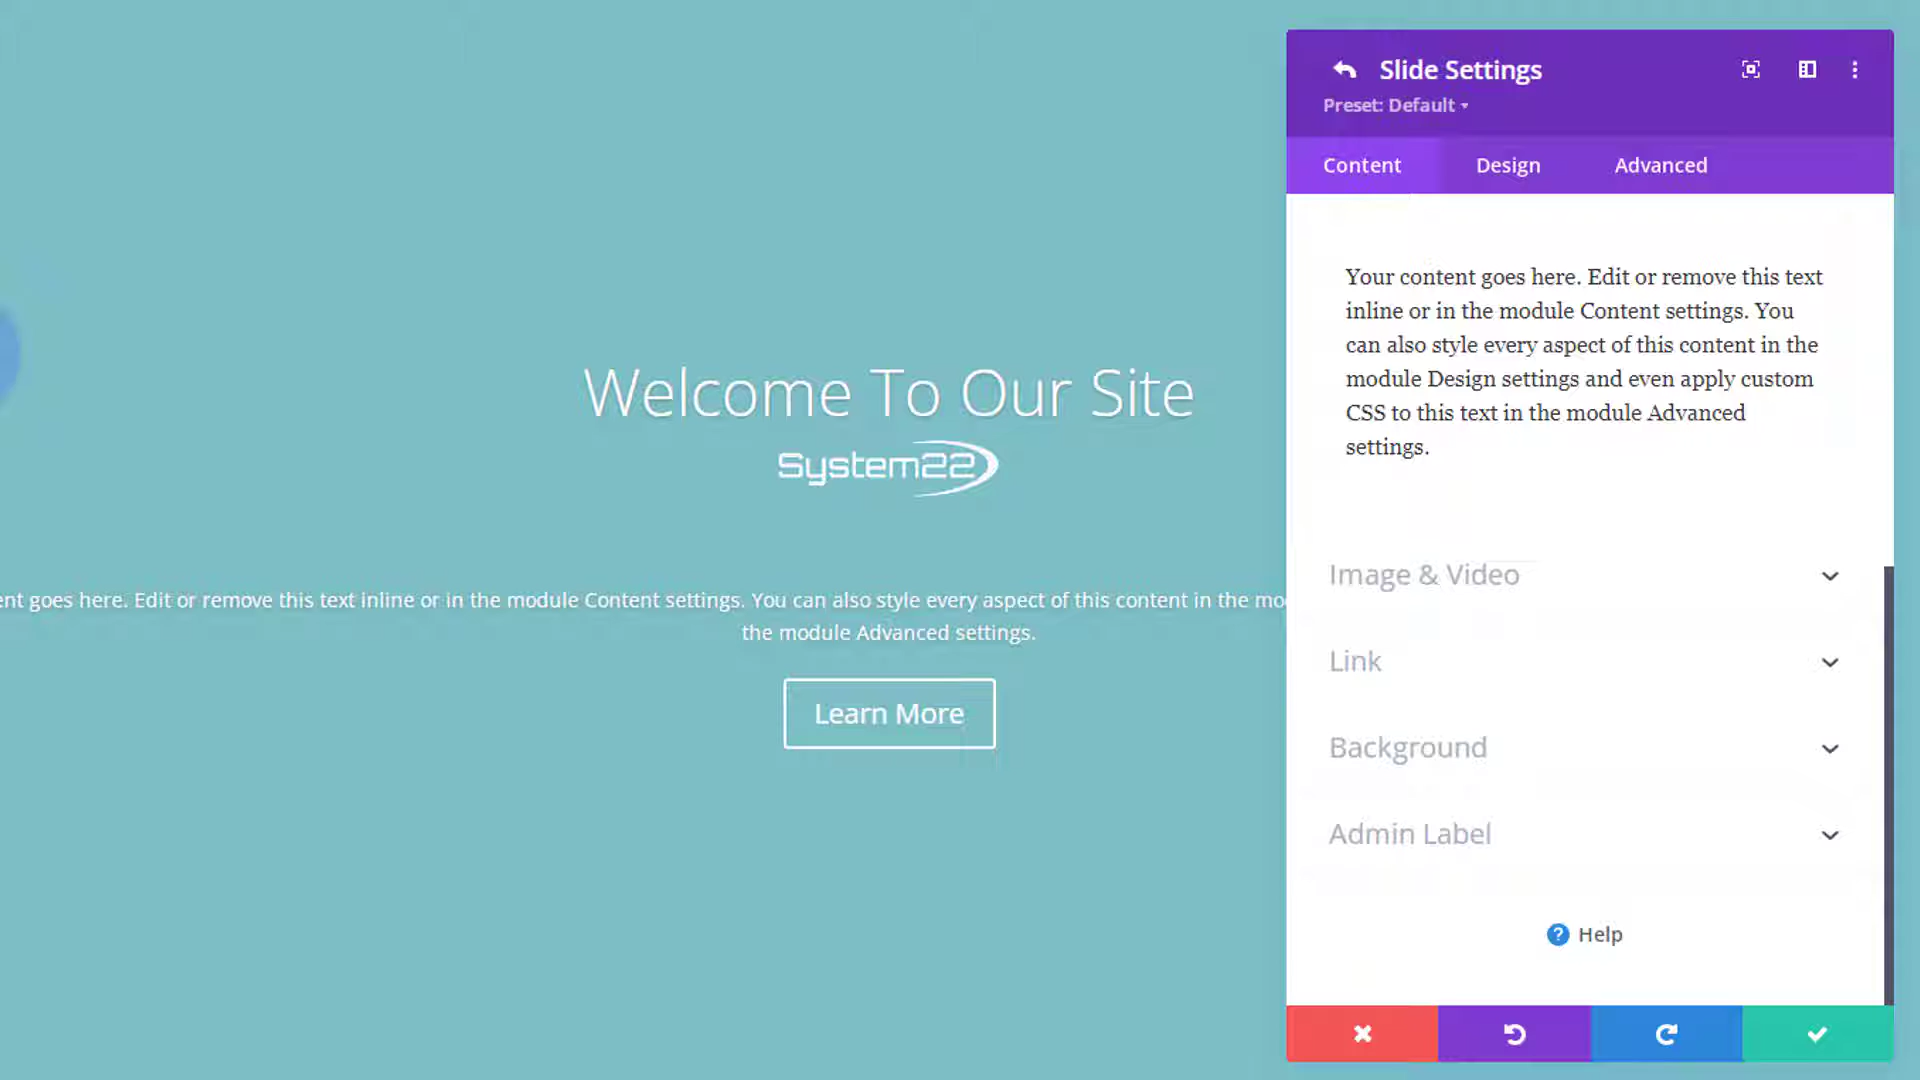 Welcome To Our Site
System22
ent goes here. Edit or remove this text inline or in the module Content settings. You can also style every aspect of this content in the mo
the module Advanced settings.
Learn More
Slide Settings
Preset: Default
Content
Design
Advanced
Your content goes here. Edit or remove this text
inline or in the module Content settings. You
can also style every aspect of this content in the
module Design settings and even apply custom
CSS to this text in the module Advanced
settings.
Image & Video
Link
Background
Admin Label
? Help